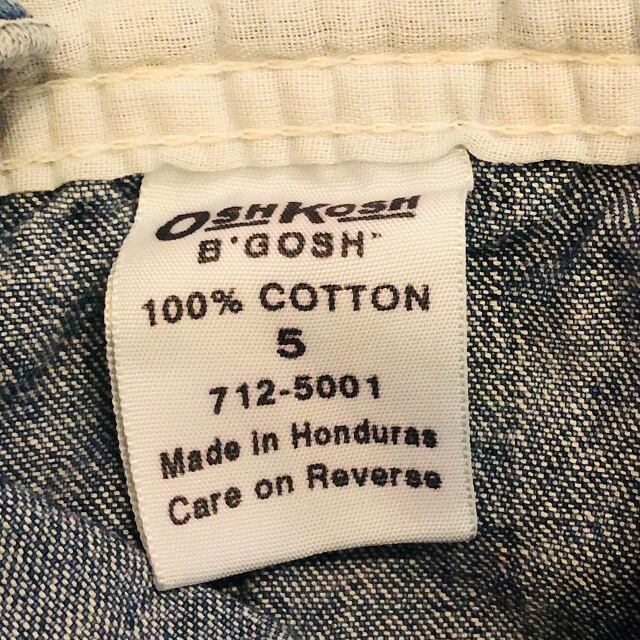 OSHKOSH
B'GOSH
100% COTTON
5
712-5001
Made in Honduras
Care on Reverse